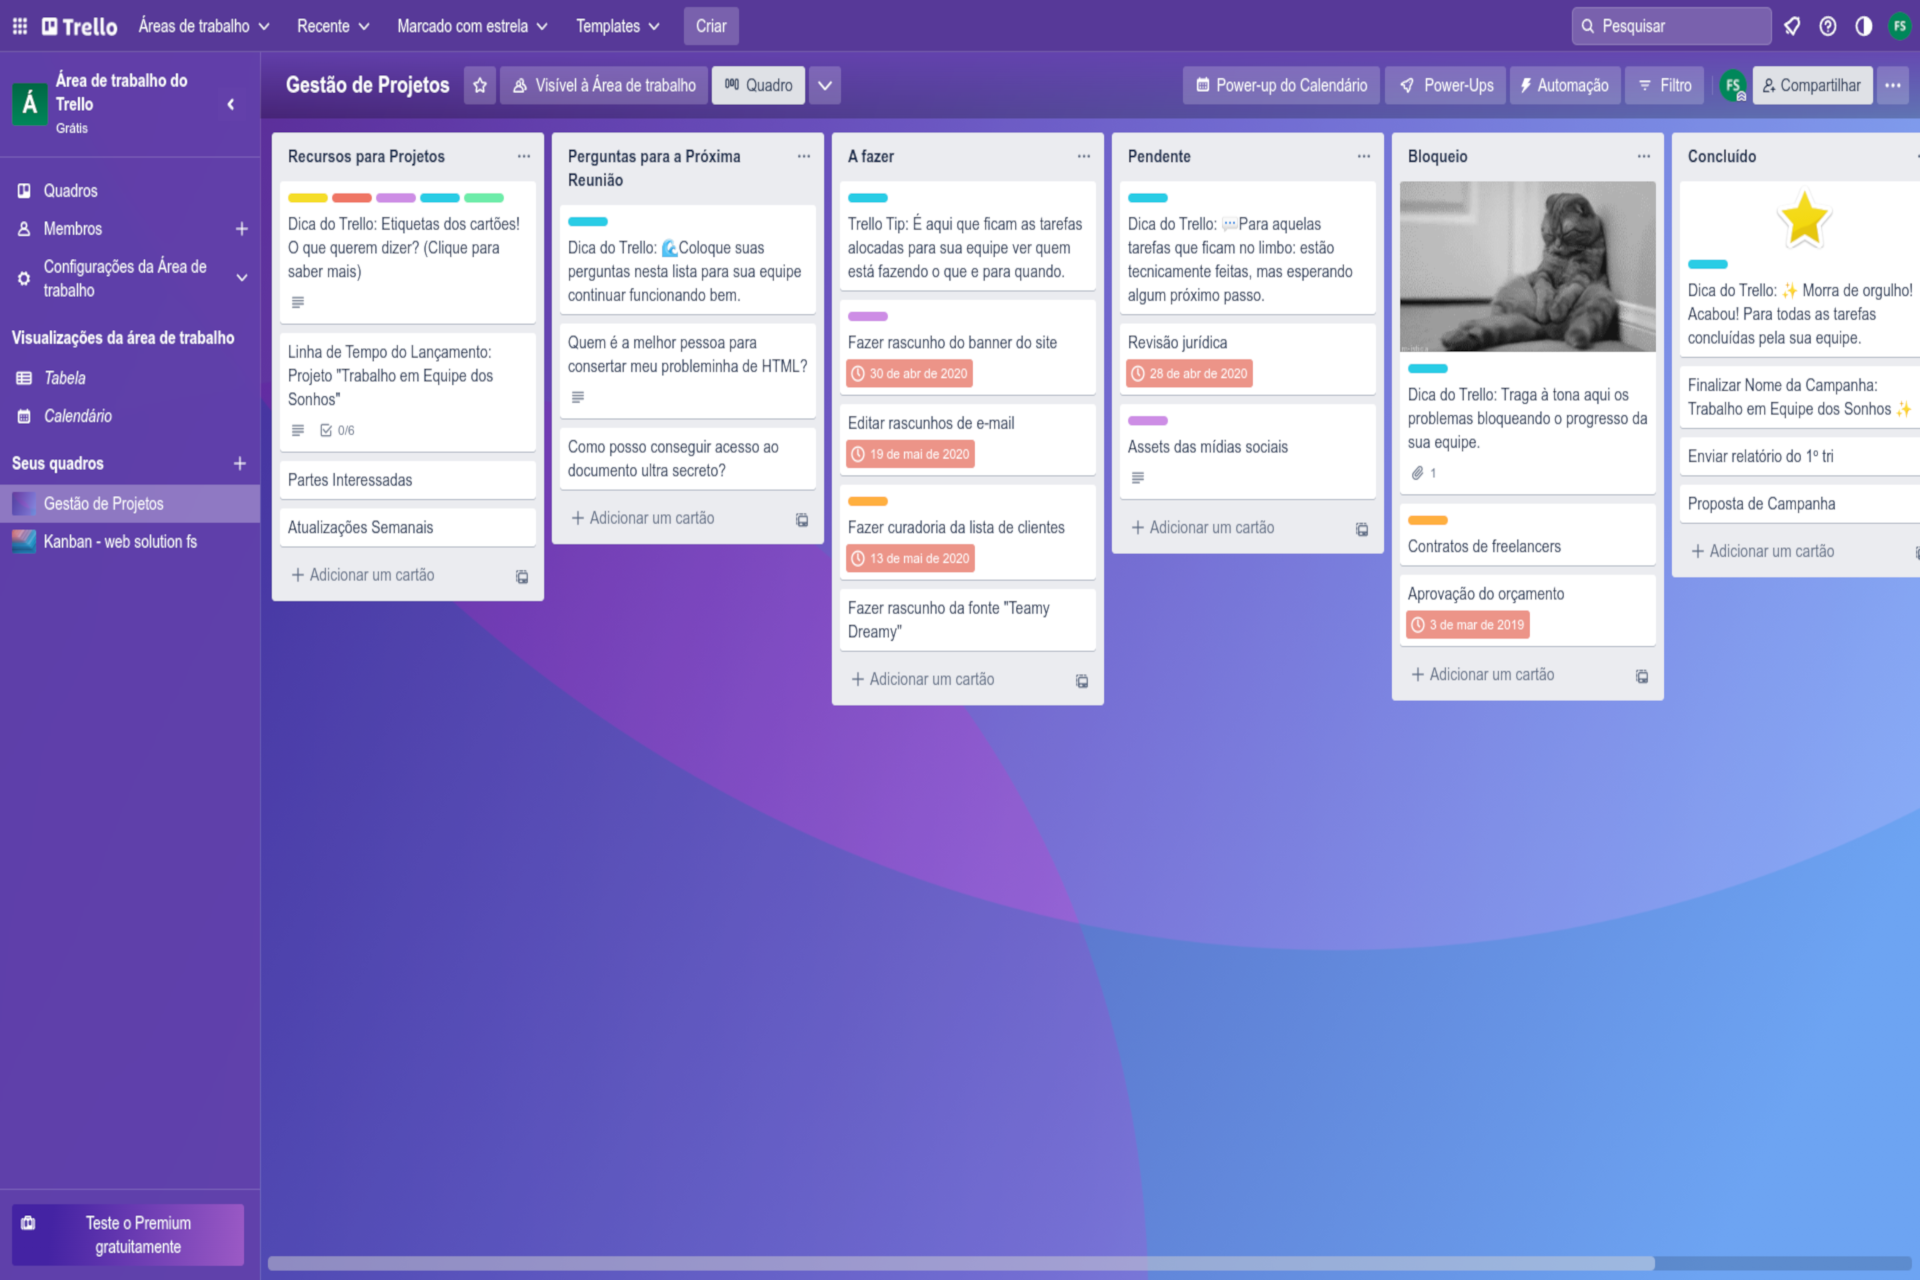 Trello
Áreas de trabalho
Recente
Marcado com estrela
Templates
Criar
Pesquisar
FS
Á
Área de trabalho do
Trello
Grátis
Quadros
Membros
Configurações da Área de
trabalho
Visualizações da área de trabalho
Tabela
Calendário
Seus quadros
Gestão de Projetos
Kanban - web solution fs
Teste o Premium
gratuitamente
Gestão de Projetos
Visível à Área de trabalho
Quadro
Power-up do Calendário
Power-Ups
Automação
Filtro
FS
Compartilhar
Recursos para Projetos
Dica do Trello: Etiquetas dos cartões!
O que querem dizer? (Clique para
saber mais)
Linha de Tempo do Lançamento:
Projeto "Trabalho em Equipe dos
Sonhos"
0/6
Partes Interessadas
Atualizações Semanais
+ Adicionar um cartão
Perguntas para a Próxima
Reunião
Dica do Trello: 🌊Coloque suas
perguntas nesta lista para sua equipe
continuar funcionando bem.
Quem é a melhor pessoa para
consertar meu probleminha de HTML?
Como posso conseguir acesso ao
documento ultra secreto?
+ Adicionar um cartão
A fazer
Trello Tip: É aqui que ficam as tarefas
alocadas para sua equipe ver quem
está fazendo o que e para quando.
Fazer rascunho do banner do site
30 de abr de 2020
Editar rascunhos de e-mail
19 de mai de 2020
Fazer curadoria da lista de clientes
13 de mai de 2020
Fazer rascunho da fonte "Teamy
Dreamy"
+ Adicionar um cartão
Pendente
Dica do Trello: 💬Para aquelas
tarefas que ficam no limbo: estão
tecnicamente feitas, mas esperando
algum próximo passo.
Revisão jurídica
28 de abr de 2020
Assets das mídias sociais
+ Adicionar um cartão
Bloqueio
Dica do Trello: Traga à tona aqui os
problemas bloqueando o progresso da
sua equipe.
1
Contratos de freelancers
Aprovação do orçamento
3 de mar de 2019
+ Adicionar um cartão
Concluído
Dica do Trello: ✨ Morra de orgulho!
Acabou! Para todas as tarefas
concluídas pela sua equipe.
Finalizar Nome da Campanha:
Trabalho em Equipe dos Sonhos ✨
Enviar relatório do 1º tri
Proposta de Campanha
+ Adicionar um cartão